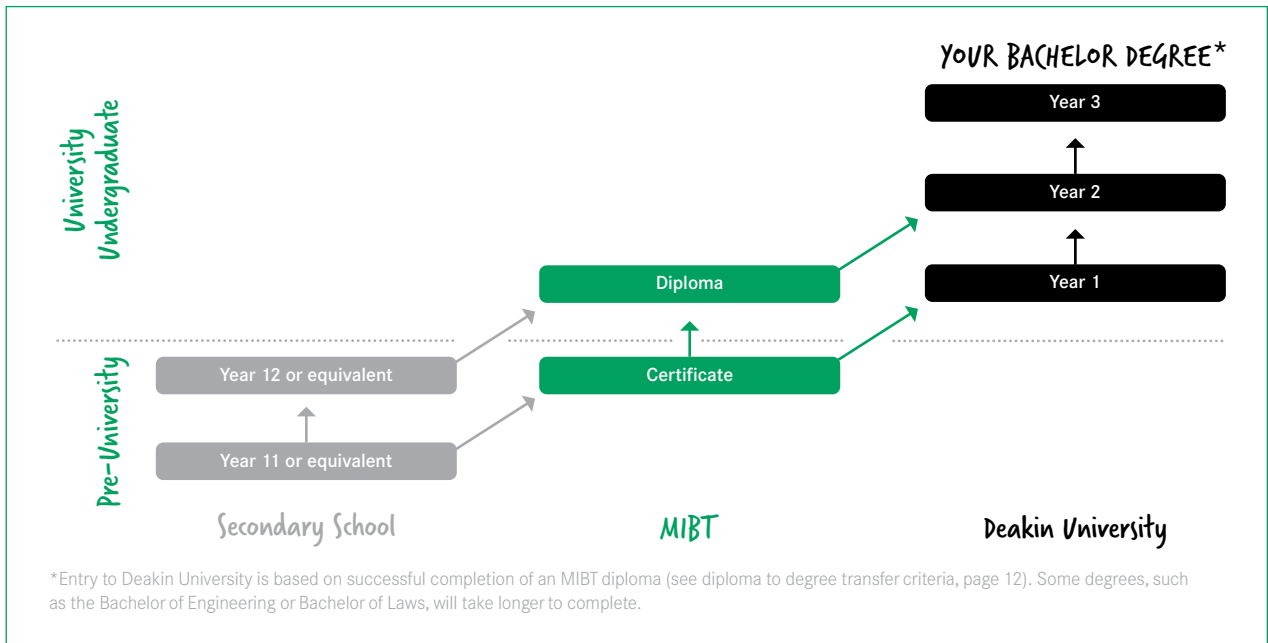 YOUR BACHELOR DEGREE*
Year 3
University
Undergraduate
Year 2
Diploma
Year 1
Pre-University
Year 12 or equivalent
Certificate
Year 11 or equivalent
Secondary School
MIBT
Deakin University
*Entry to Deakin University is based on successful completion of an MIBT diploma (see diploma to degree transfer criteria, page 12). Some degrees, such
as the Bachelor of Engineering or Bachelor of Laws, will take longer to complete.